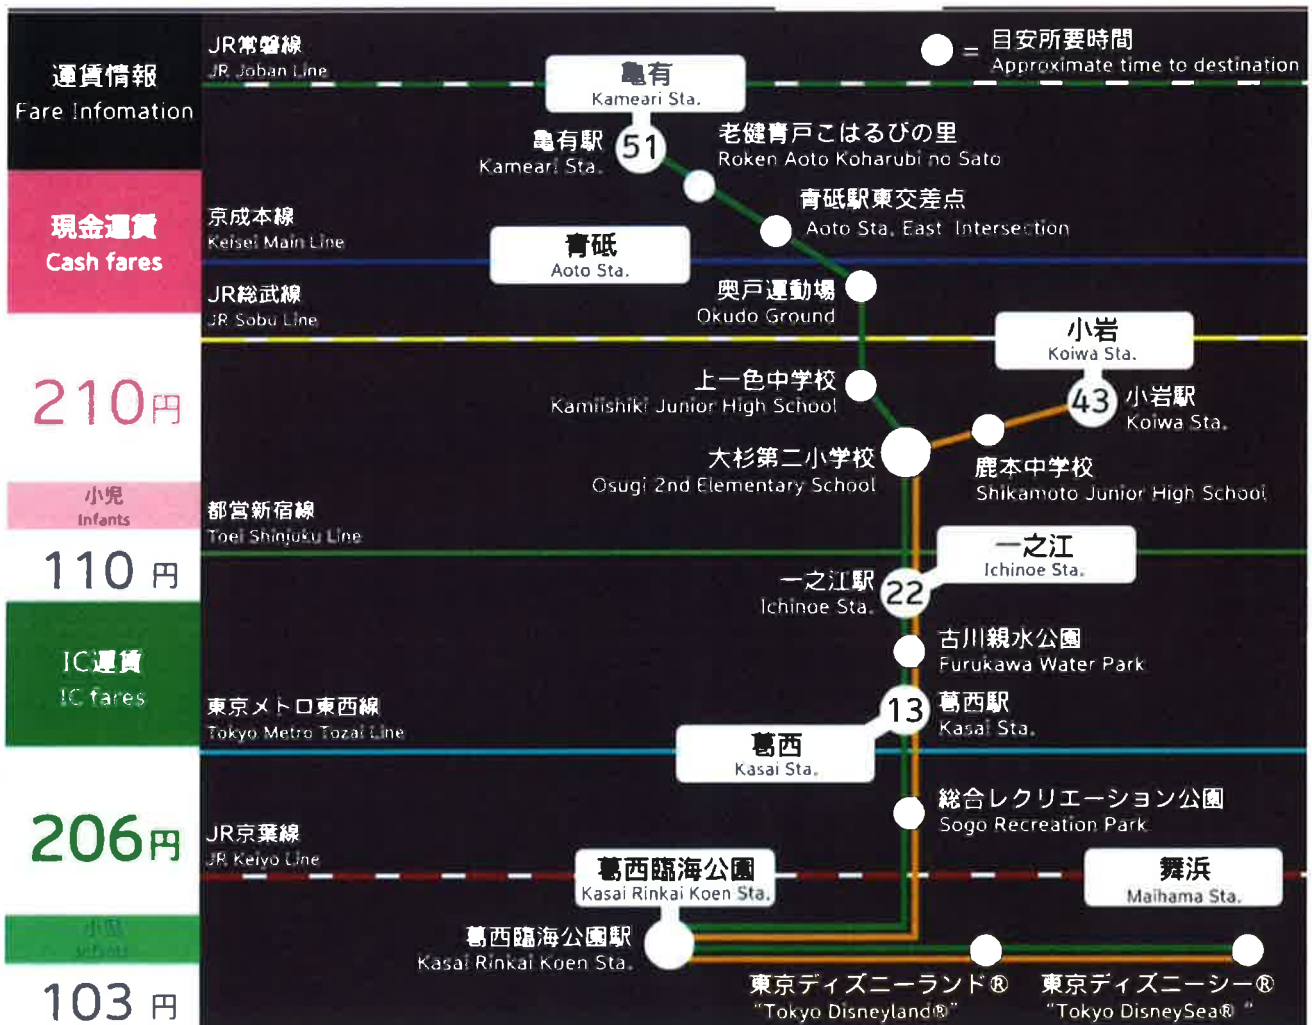 運賃情報
Fare Infomation
現金運賃
Cash fares
210円
小児
Infants
110 円
IC運賃
IC fares
206円
小児
Infants
103 円
JR常磐線
JR Joban Line
= 目安所要時間
Approximate time to destination
亀有
Kameari Sta.
亀有駅
Kameari Sta.
51
老健青戸こはるびの里
Roken Aoto Koharubi no Sato
青砥駅東交差点
Aoto Sta. East Intersection
京成本線
Keisei Main Line
青砥
Aoto Sta.
奥戸運動場
Okudo Ground
JR総武線
JR Sobu Line
小岩
Koiwa Sta.
上一色中学校
Kamiishiki Junior High School
43
小岩駅
Koiwa Sta.
大杉第二小学校
Osugi 2nd Elementary School
鹿本中学校
Shikamoto Junior High School
都営新宿線
Toei Shinjuku Line
一之江
Ichinoe Sta.
一之江駅
Ichinoe Sta.
22
古川親水公園
Furukawa Water Park
東京メトロ東西線
Tokyo Metro Tozai Line
13
葛西駅
Kasai Sta.
葛西
Kasai Sta.
総合レクリエーション公園
Sogo Recreation Park
JR京葉線
JR Keiyo Line
葛西臨海公園
Kasai Rinkai Koen Sta.
舞浜
Maihama Sta.
葛西臨海公園駅
Kasai Rinkai Koen Sta.
東京ディズニーランド®
"Tokyo Disneyland®"
東京ディズニーシー®
"Tokyo DisneySea® "